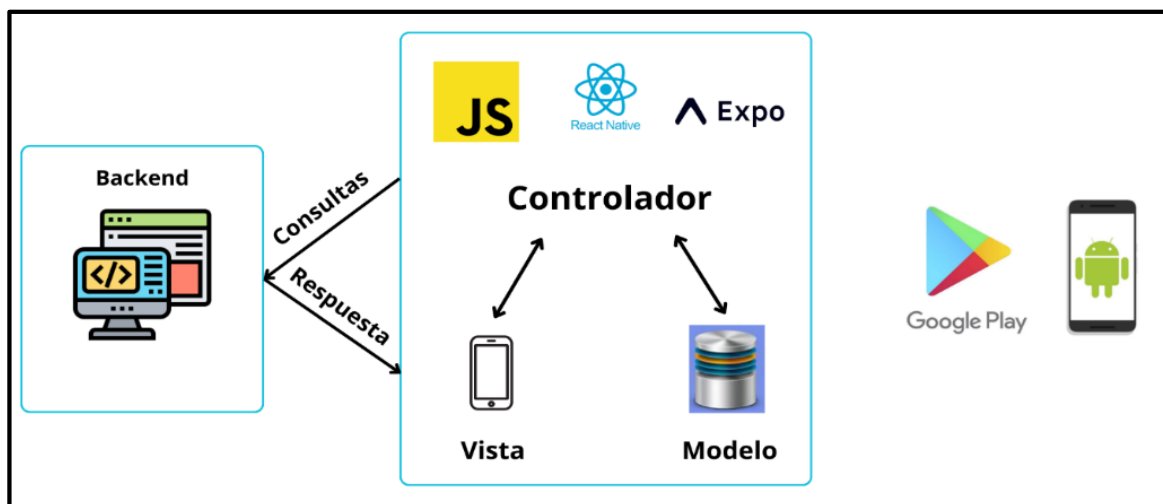 JS
React Native
Expo
Controlador
Backend
</>
Consultas
Respuesta
Vista
Modelo
Google Play